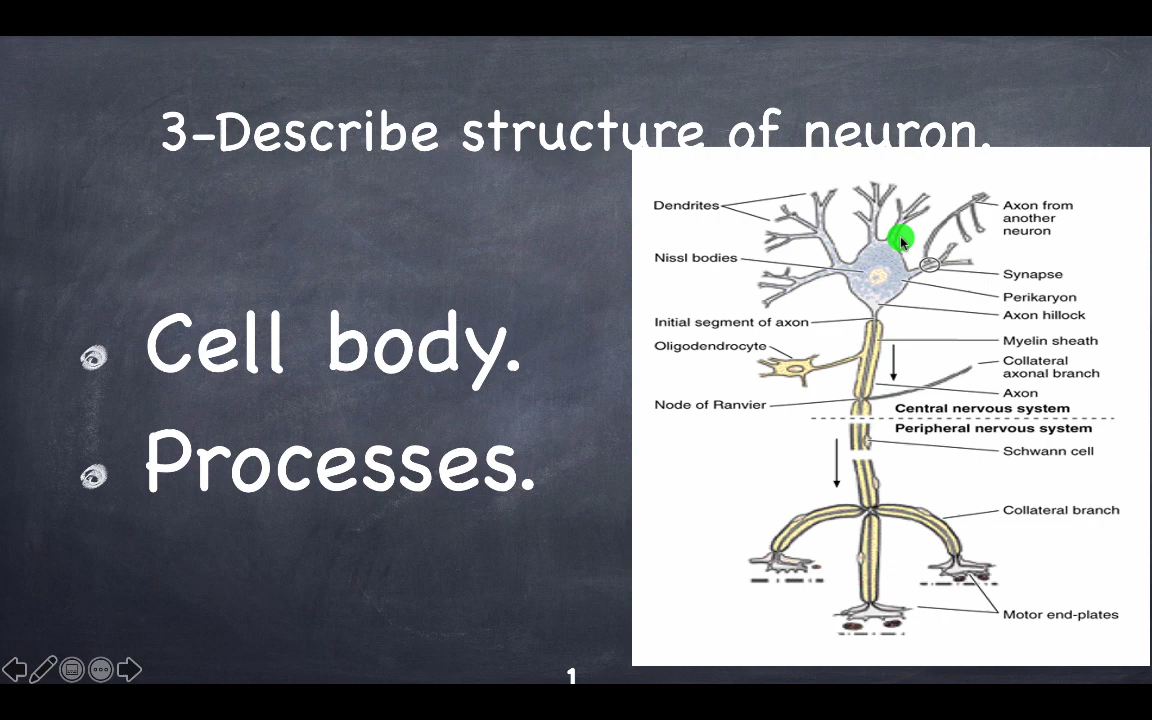 3-Describe structure of neuron.
Cell body.
Processes.
Dendrites
Nissl bodies
Initial segment of axon
Oligodendrocyte
Node of Ranvier
Axon from
another
neuron
Synapse
Perikaryon
Axon hillock
Myelin sheath
Collateral
axonal branch
Axon
Central nervous system
Peripheral nervous system
Schwann cell
Collateral branch
Motor end-plates
1